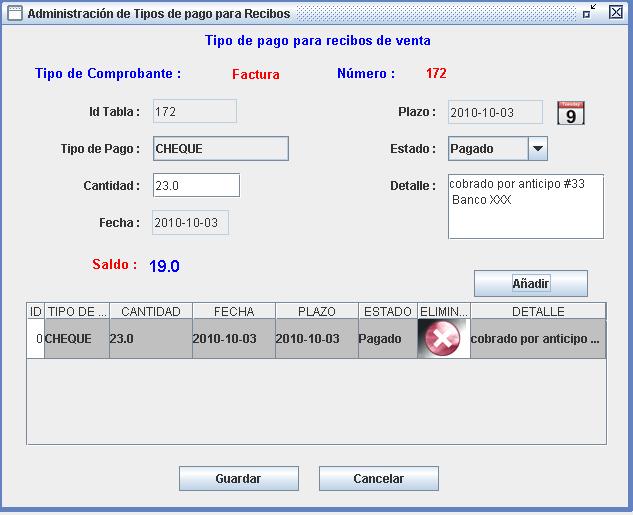 Administración de Tipos de pago para Recibos
Tipo de pago para recibos de venta
Tipo de Comprobante : Factura Número : 172
Id Tabla : 172 Plazo : 2010-10-03 Tuesday 9
Tipo de Pago : CHEQUE Estado : Pagado
Cantidad : 23.0 Detalle : cobrado por anticipo #33
Banco XXX
Fecha : 2010-10-03
Saldo : 19.0
Añadir
ID TIPO DE ... CANTIDAD FECHA PLAZO ESTADO ELIMIN... DETALLE
0 CHEQUE 23.0 2010-10-03 2010-10-03 Pagado cobrado por anticipo ...
Guardar Cancelar